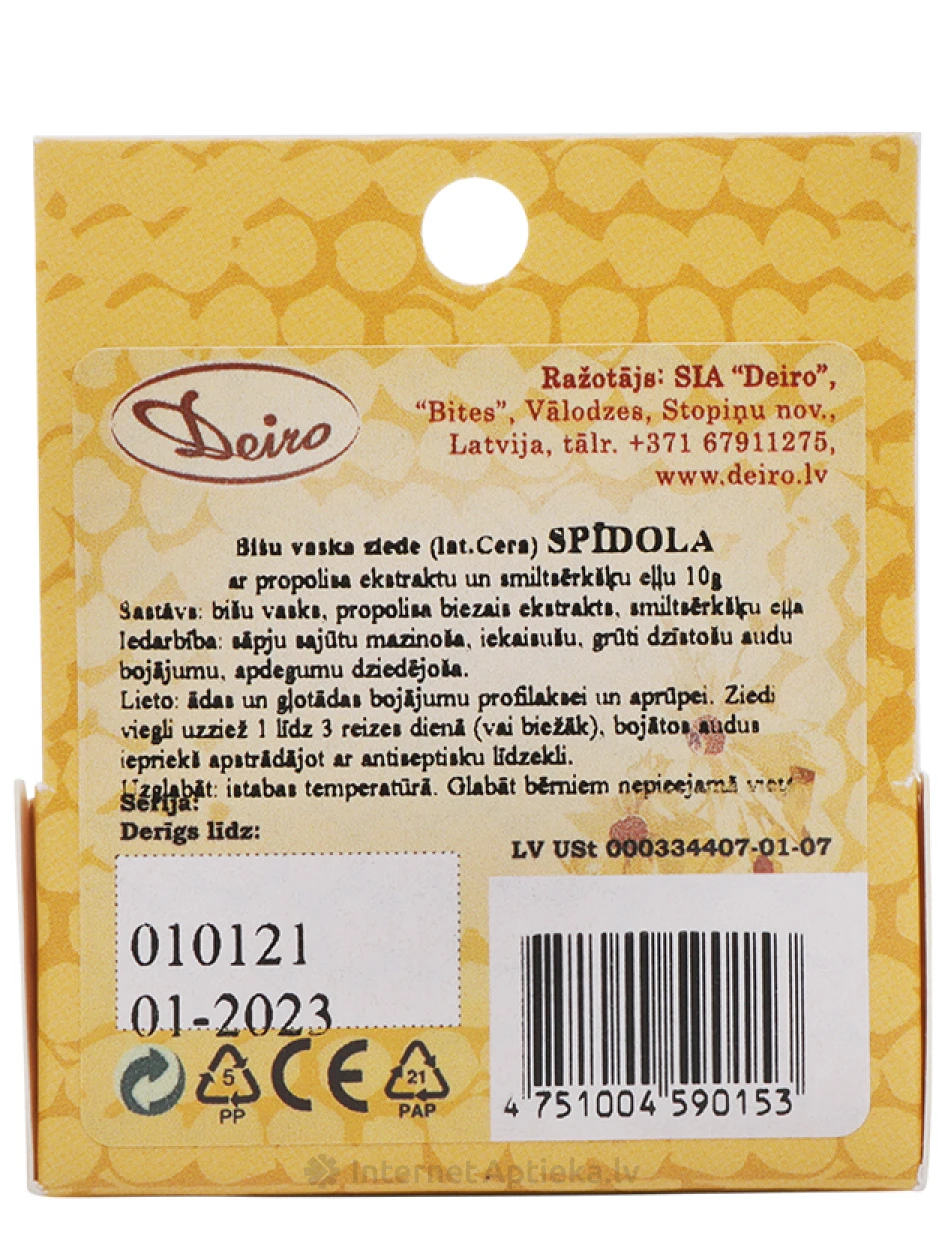 Deiro
Ražotājs: SIA “Deiro”,
“Bites”, Vālodzes, Stopiņu nov.,
Latvija, tālr. +371 67911275,
www.deiro.lv
Bišu vaska ziede (lat.Cera) SPĪDOLA
ar propolisa ekstraktu un smiltsērkšķu eļļu 10g
Sastāvs: bišu vasks, propolisa biezais ekstrakts, smiltsērkšķu eļļa
Iedarbība: sāpju sajūtu mazinoša, iekaisušu, grūti dzīstošu audu
bojājumu, apdegumu dziedējoša.
Lieto: ādas un gļotādas bojājumu profilaksei un aprūpei. Ziedi
viegli uzziež 1 līdz 3 reizes dienā (vai biežāk), bojātos audus
iepriekš apstrādājot ar antiseptisku līdzekli.
Uzglabāt: istabas temperatūrā. Glabāt bērniem nepieejamā vietā
Sērija:
Derīgs līdz:
LV USt 000334407-01-07
010121
01-2023
5
PP
CE
21
PAP
4 751004 590153
Internet-Aptieka.lv